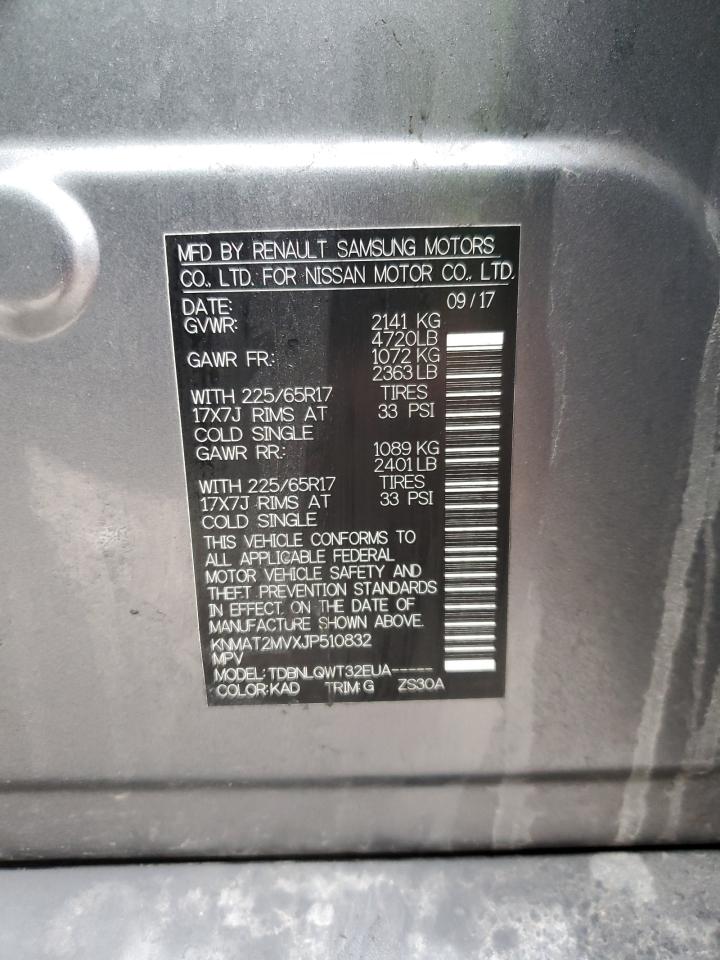 MFD BY RENAULT SAMSUNG MOTORS
CO., LTD. FOR NISSAN MOTOR CO., LTD.
DATE: 09/17
GVWR: 2141 KG
4720LB
GAWR FR: 1072 KG
2363 LB
WITH 225/65R17 TIRES
17X7J RIMS AT 33 PSI
COLD SINGLE
GAWR RR: 1089 KG
2401 LB
WITH 225/65R17 TIRES
17X7J RIMS AT 33 PSI
COLD SINGLE
THIS VEHICLE CONFORMS TO
ALL APPLICABLE FEDERAL
MOTOR VEHICLE SAFETY AND
THEFT PREVENTION STANDARDS
IN EFFECT ON THE DATE OF
MANUFACTURE SHOWN ABOVE.
KNMAT2MVXJP510832
MPV
MODEL: TDBNLQWT32EUA-----
COLOR: KAD TRIM: G ZS30A